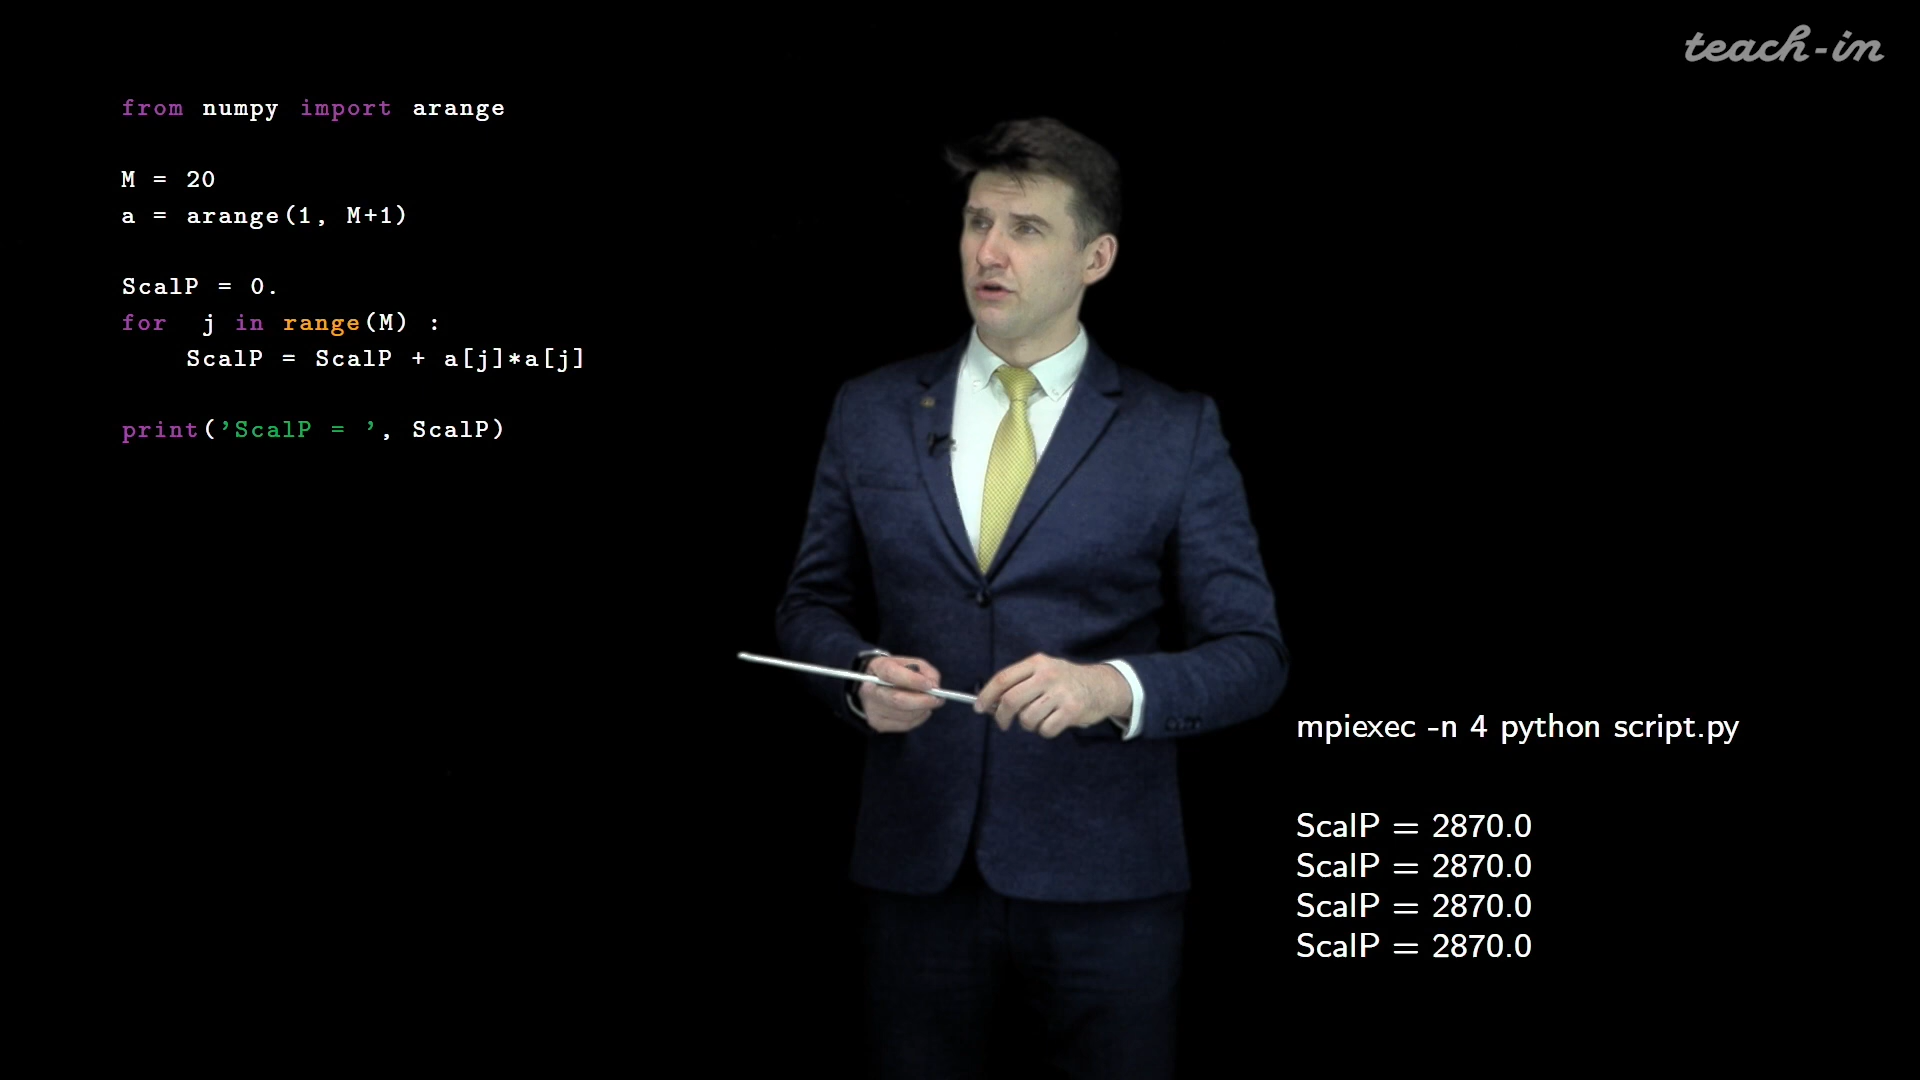 teach-in
from numpy import arange
M = 20
a = arange(1, M+1)
ScalP = 0.
for j in range(M) :
    ScalP = ScalP + a[j]*a[j]
print('ScalP = ', ScalP)
mpiexec -n 4 python script.py
ScalP = 2870.0
ScalP = 2870.0
ScalP = 2870.0
ScalP = 2870.0